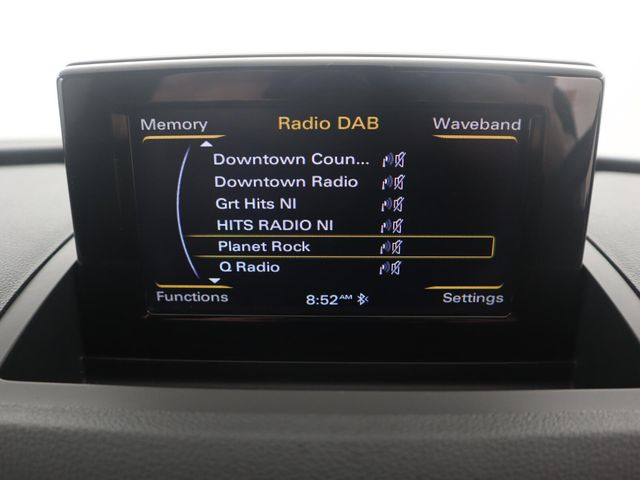 Memory Radio DAB Waveband
Downtown Coun...
Downtown Radio
Grt Hits NI
HITS RADIO NI
Planet Rock
Q Radio
Functions 8:52AM Settings